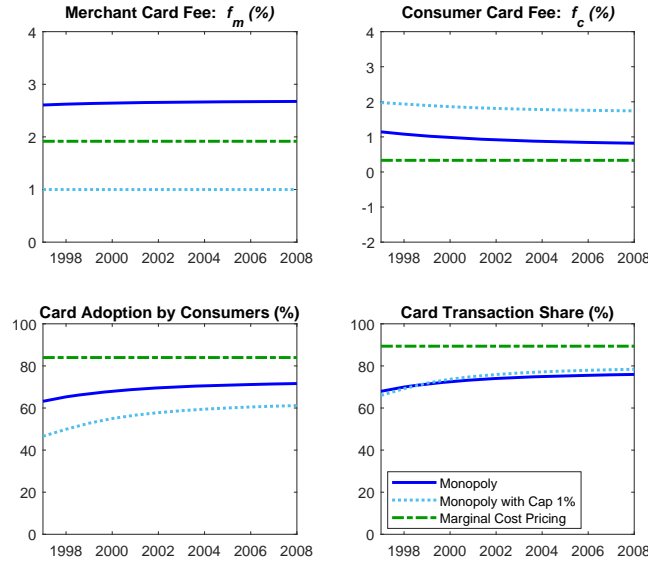 Merchant Card Fee: f_m (%)
4
3
2
1
0
1998 2000 2002 2004 2006 2008
Consumer Card Fee: f_c (%)
4
3
2
1
0
-1
-2
1998 2000 2002 2004 2006 2008
Card Adoption by Consumers (%)
100
80
60
40
20
0
1998 2000 2002 2004 2006 2008
Card Transaction Share (%)
100
80
60
40
20
0
Monopoly
Monopoly with Cap 1%
Marginal Cost Pricing
1998 2000 2002 2004 2006 2008